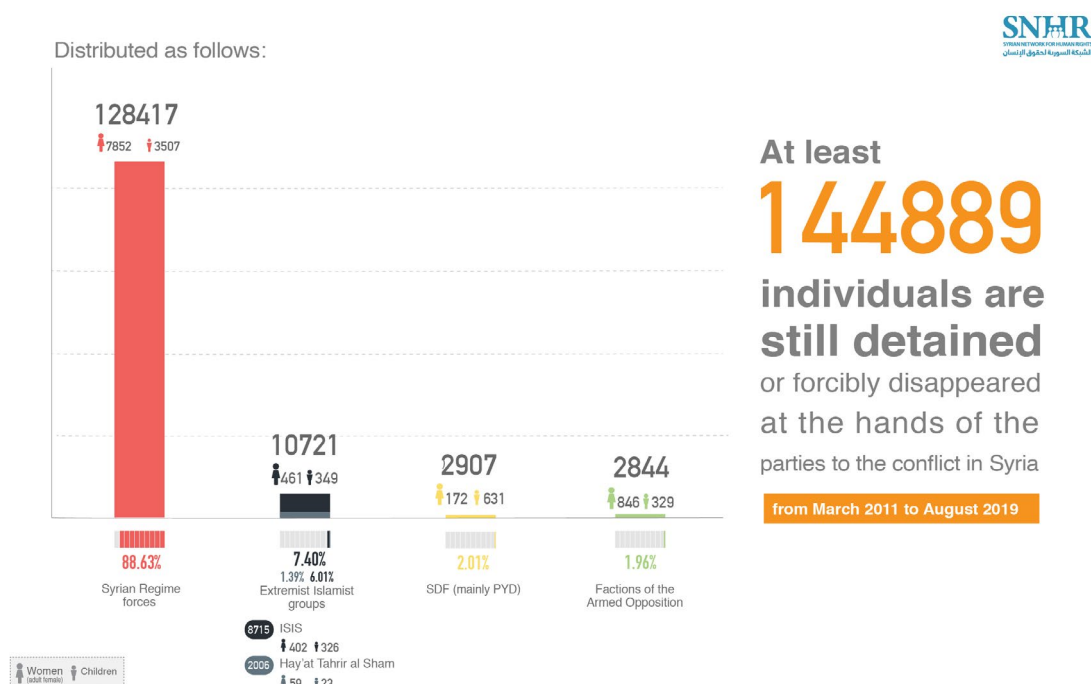 SNHR
SYRIAN NETWORK FOR HUMAN RIGHTS
الشبكة السورية لحقوق الإنسان
Distributed as follows:
128417
7852 3507
10721
461 349
2907
172 631
2844
846 329
88.63%
7.40%
1.39% 6.01%
2.01%
1.96%
Syrian Regime
forces
Extremist Islamist
groups
SDF (mainly PYD)
Factions of the
Armed Opposition
8715 ISIS
402 326
2006 Hay'at Tahrir al Sham
59 23
Women Children
(adult female)
At least
144889
individuals are
still detained
or forcibly disappeared
at the hands of the
parties to the conflict in Syria
from March 2011 to August 2019